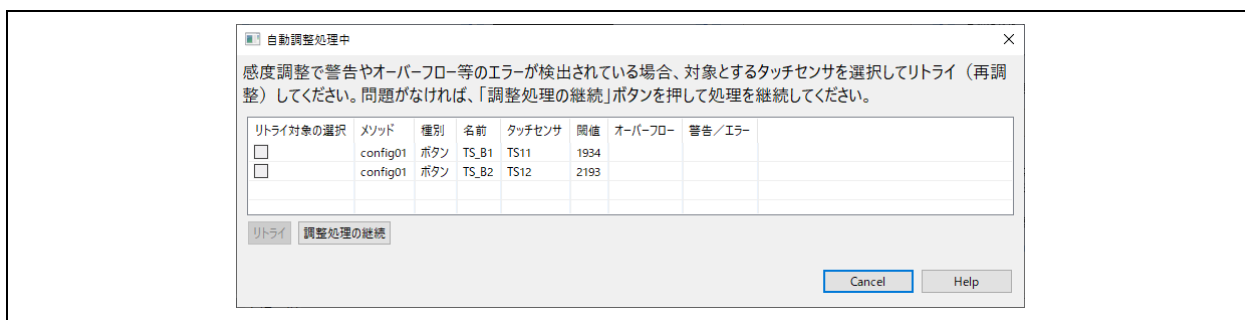 自動調整処理中
感度調整で警告やオーバーフロー等のエラーが検出されている場合、対象とするタッチセンサを選択してリトライ（再調
整）してください。問題がなければ、「調整処理の継続」ボタンを押して処理を継続してください。
リトライ対象の選択 メソッド 種別 名前 タッチセンサ 閾値 オーバーフロー 警告／エラー
config01 ボタン TS_B1 TS11 1934
config01 ボタン TS_B2 TS12 2193
リトライ 調整処理の継続
Cancel Help